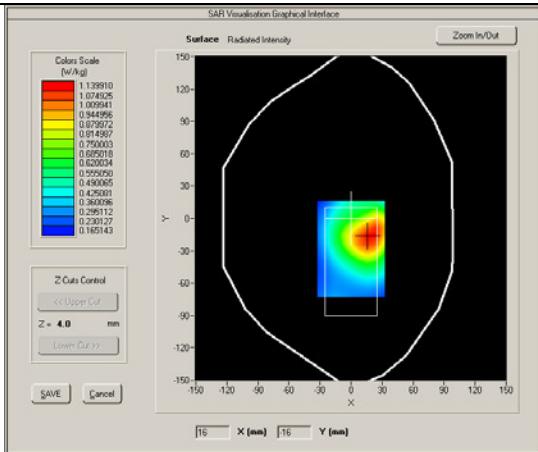 SAR Visualisation Graphical Interface
Surface Radiated Intensity
Zoom In/Out
Colors Scale
(W/kg)
1.139910
1.074925
1.009941
0.944956
0.879972
0.814987
0.750003
0.685018
0.620034
0.555050
0.490065
0.425081
0.360096
0.295112
0.230127
0.165143
Z Cuts Control
<< Upper Cut
Z = 4.0 mm
Lower Cut >>
SAVE Cancel
Y
150
120
90
60
30
0
-30
-60
-90
-120
-150
-150 -120 -90 -60 -30 0 30 60 90 120 150
X
16 X (mm) -16 Y (mm)